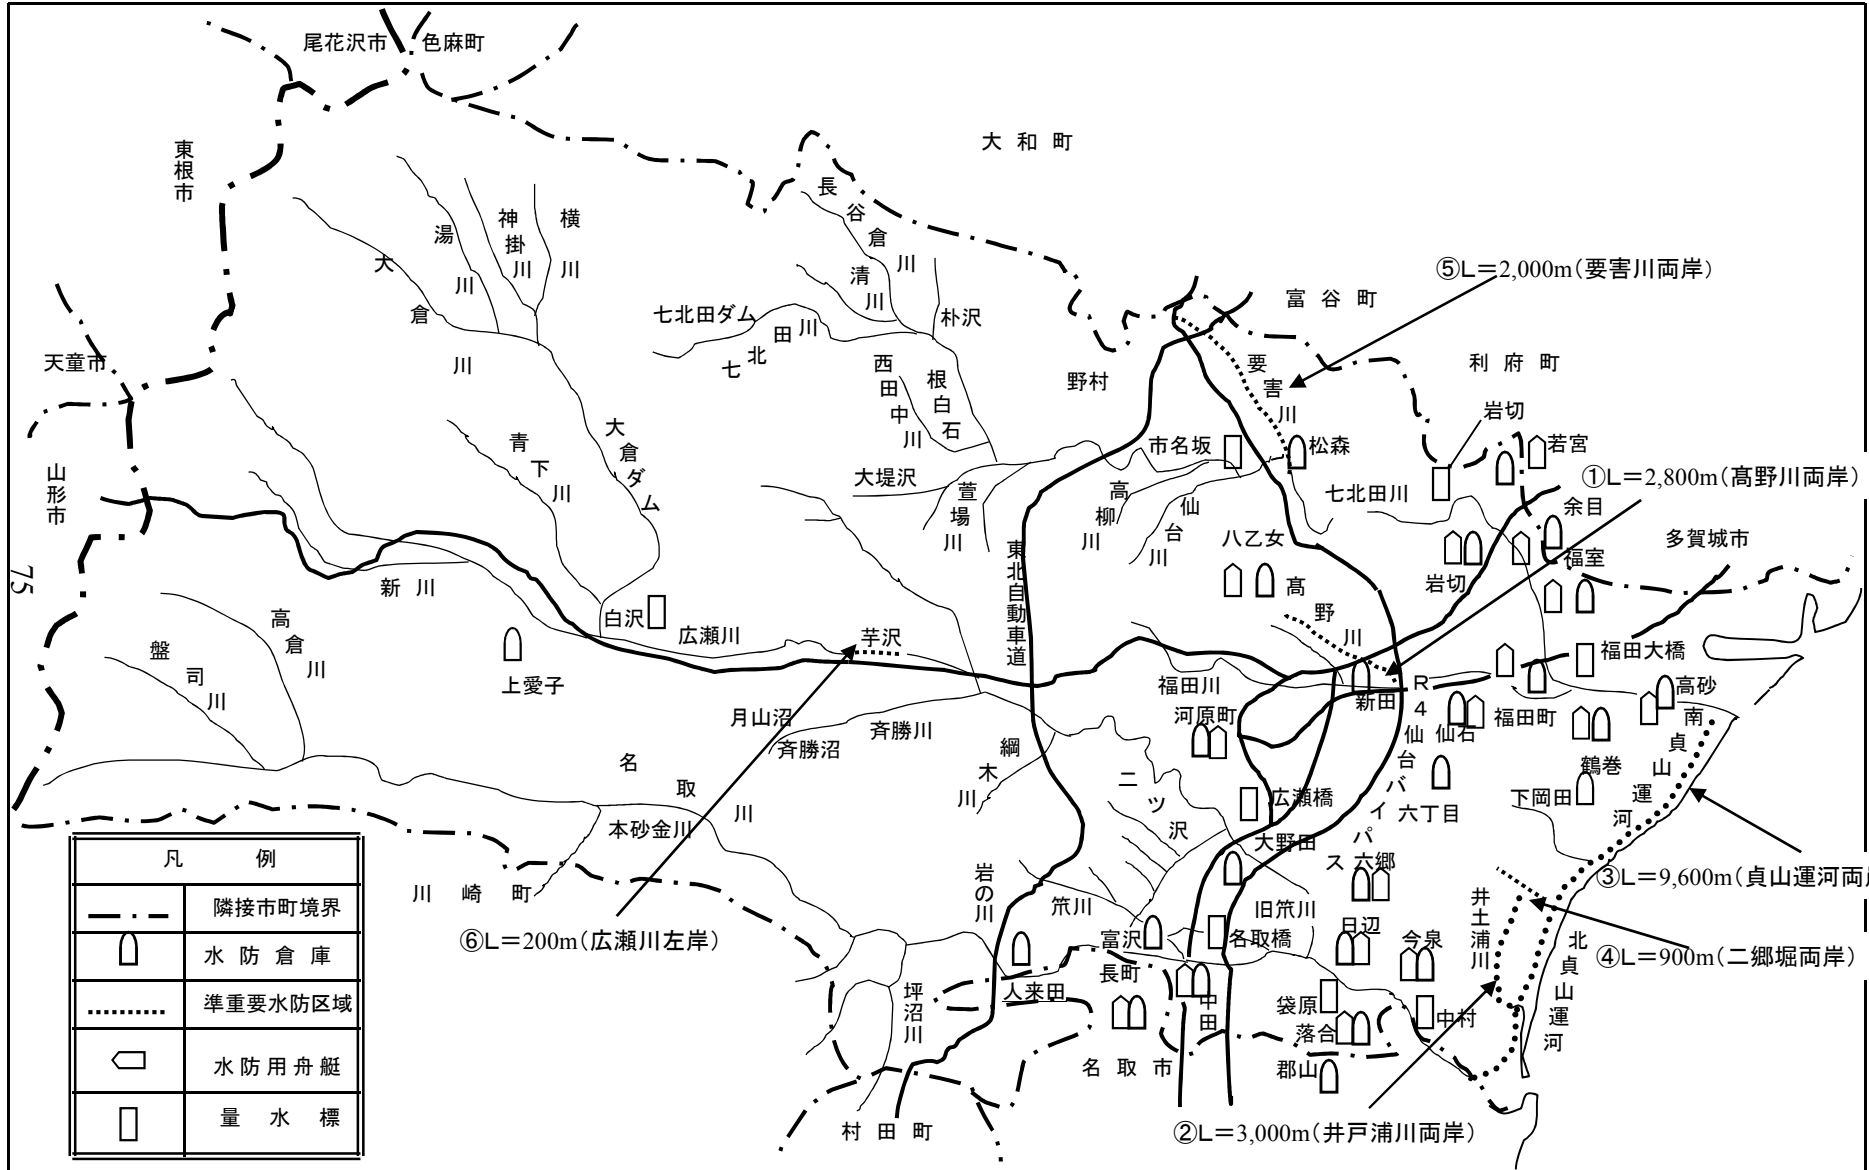 尾花沢市
色麻町
東根市
大和町
天童市
山形市
富谷町
利府町
多賀城市
川崎町
名取市
村田町
75
大倉川
湯川
神掛川
横川
長谷倉川
清川
朴沢
七北田ダム
七北田川
西田中川
根白石
野村
要害川
⑤L＝2,000m(要害川両岸)
岩切
市名坂
松森
若宮
①L＝2,800m(髙野川両岸)
大堤沢
萱場川
高柳川
仙台川
七北田川
余目
八乙女
岩切
福室
青下川
大倉ダム
東北自動車道
新川
白沢
広瀬川
芋沢
高野川
高倉川
盤司川
上愛子
福田川
新田
福田大橋
高砂
R4仙台バイパス
河原町
仙石
福田町
南貞山運河
月山沼
斉勝沼
斉勝川
綱木川
二ツ沢
鶴巻
下岡田
広瀬橋
六丁目
名取川
本砂金川
大野田
六郷
③L＝9,600m(貞山運河両岸
岩の川
笊川
旧笊川
井土浦川
⑥L＝200m(広瀬川左岸)
富沢
名取橋
日辺
今泉
北貞山運河
④L＝900m(二郷堀両岸)
長町
人来田
坪沼川
中田
袋原
中村
落合
郡山
②L＝3,000m(井戸浦川両岸)
凡例
隣接市町境界
水防倉庫
準重要水防区域
水防用舟艇
量水標